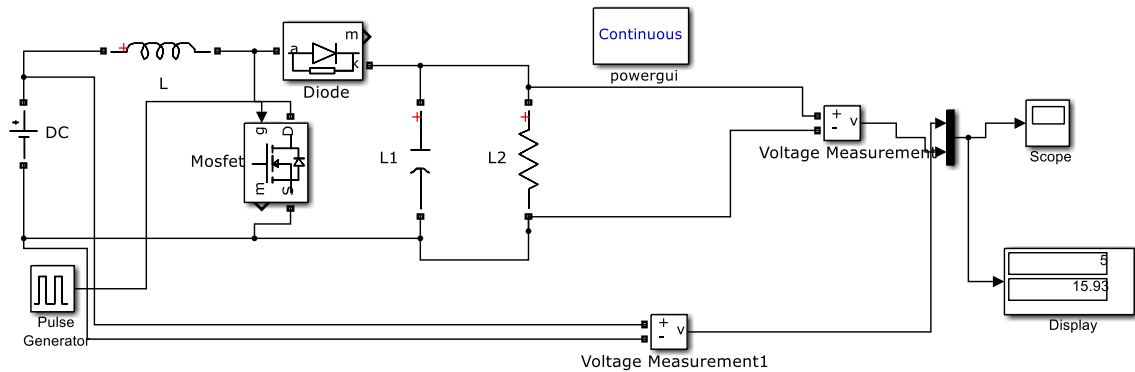 Continuous
powergui
m
a
k
Diode
L
DC
g
D
Mosfet
m
S
L1
L2
+
-
v
Voltage Measurement
Scope
5
15.93
Display
Pulse
Generator
+
-
v
Voltage Measurement1